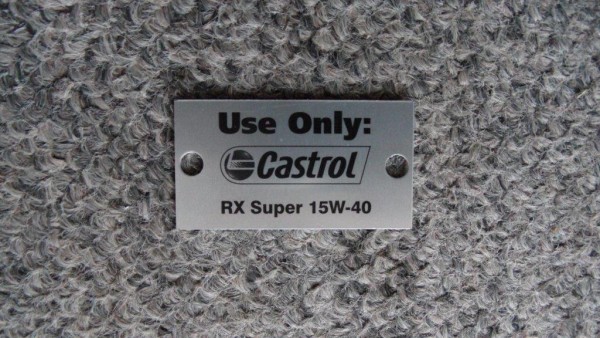 Use Only:
Castrol
RX Super 15W-40